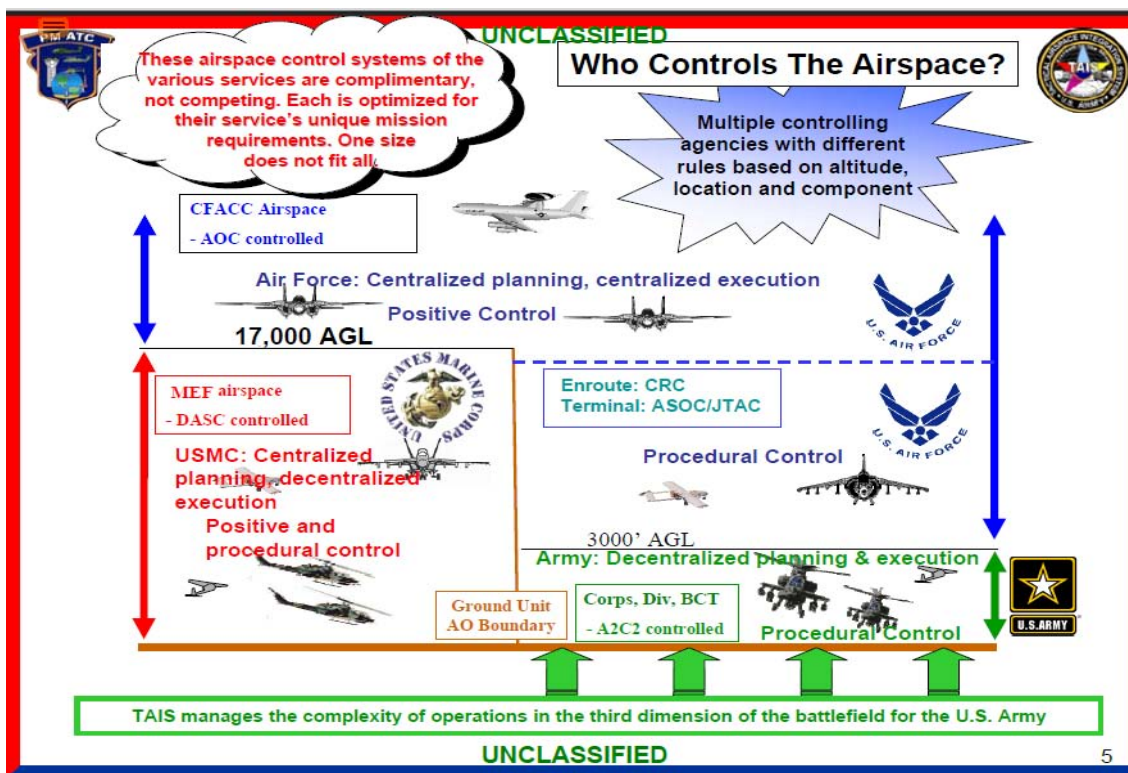 UNCLASSIFIED
PM ATC
These airspace control systems of the
various services are complimentary,
not competing. Each is optimized for
their service's unique mission
requirements. One size
does not fit all.
Who Controls The Airspace?
TACTICAL AIRSPACE INTEGRATION SYSTEM
TAIS
U.S. ARMY
Multiple controlling
agencies with different
rules based on altitude,
location and component
CFACC Airspace
- AOC controlled
Air Force: Centralized planning, centralized execution
Positive Control
U.S. AIR FORCE
17,000 AGL
MEF airspace
- DASC controlled
UNITED STATES MARINE CORPS
USMC: Centralized
planning, decentralized
execution
Positive and
procedural control
Enroute: CRC
Terminal: ASOC/JTAC
U.S. AIR FORCE
Procedural Control
3000' AGL
Army: Decentralized planning & execution
Ground Unit
AO Boundary
Corps, Div, BCT
- A2C2 controlled
Procedural Control
U.S.ARMY
TAIS manages the complexity of operations in the third dimension of the battlefield for the U.S. Army
UNCLASSIFIED
5